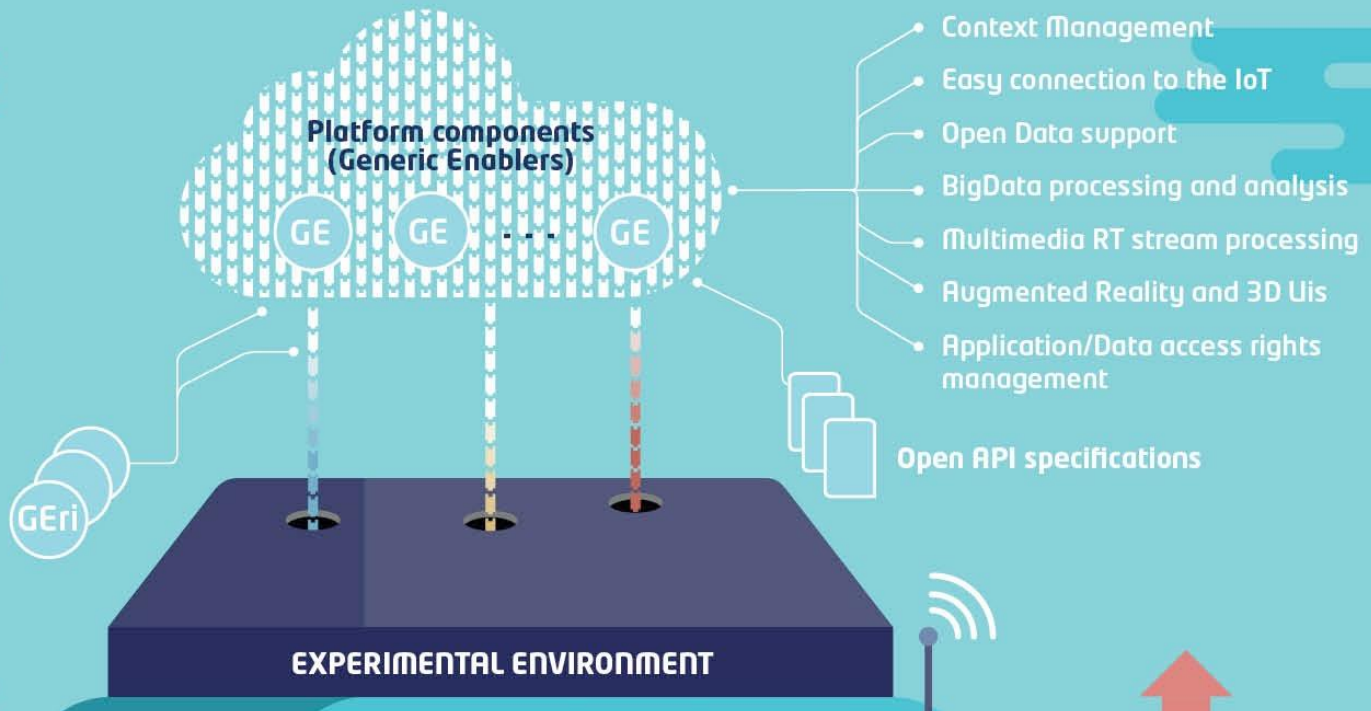 Platform components
(Generic Enablers)
GE
GE
...
GE
Context Management
Easy connection to the IoT
Open Data support
BigData processing and analysis
Multimedia RT stream processing
Augmented Reality and 3D Uis
Application/Data access rights
management
Open API specifications
GEri
EXPERIMENTAL ENVIRONMENT